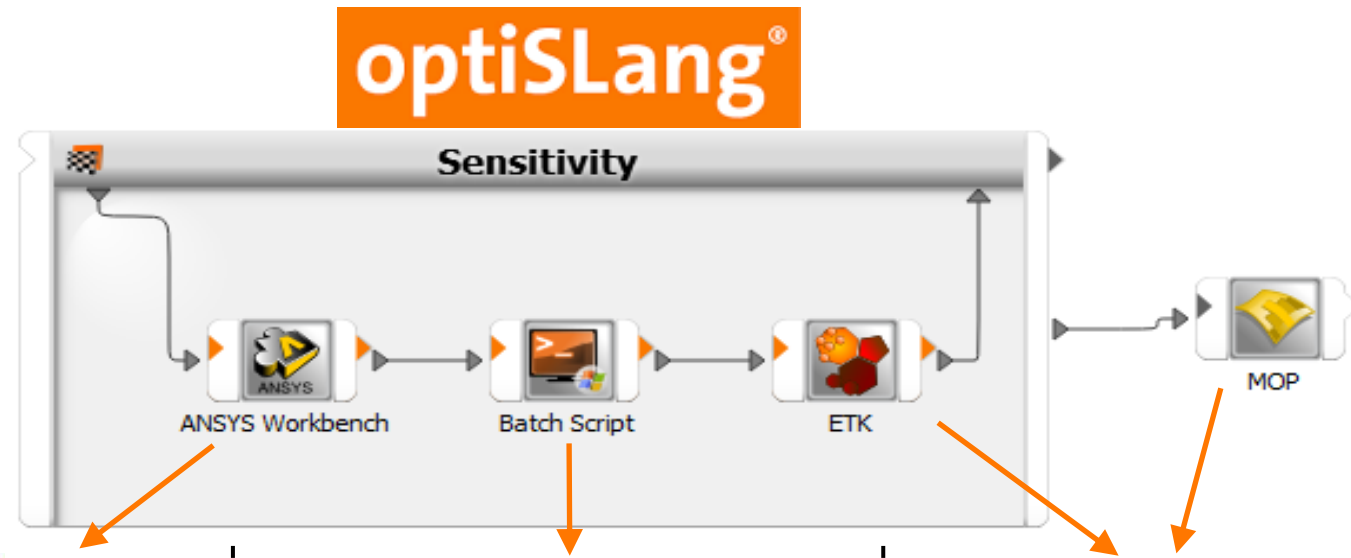 optiSLang®
Sensitivity
>_
ANSYS
ANSYS Workbench
Batch Script
ETK
MOP